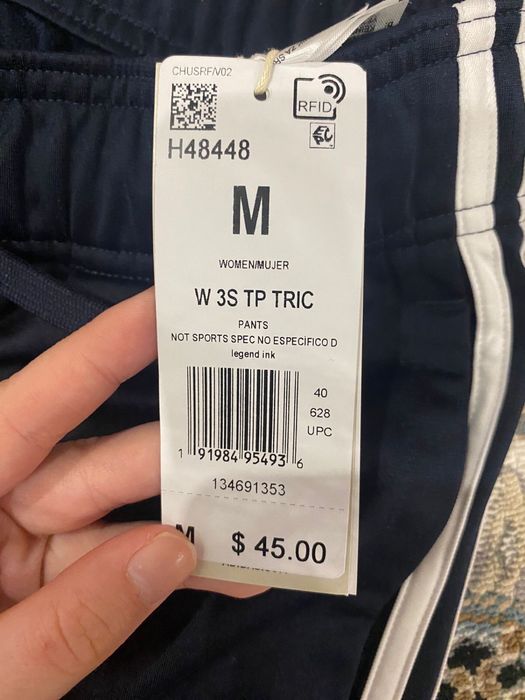 CHUSRF/V02
RFID
H48448
M
WOMEN/MUJER
W 3S TP TRIC
PANTS
NOT SPORTS SPEC NO ESPECÍFICO D
legend ink
40
628
UPC
1 91984 95493 6
134691353
M $ 45.00